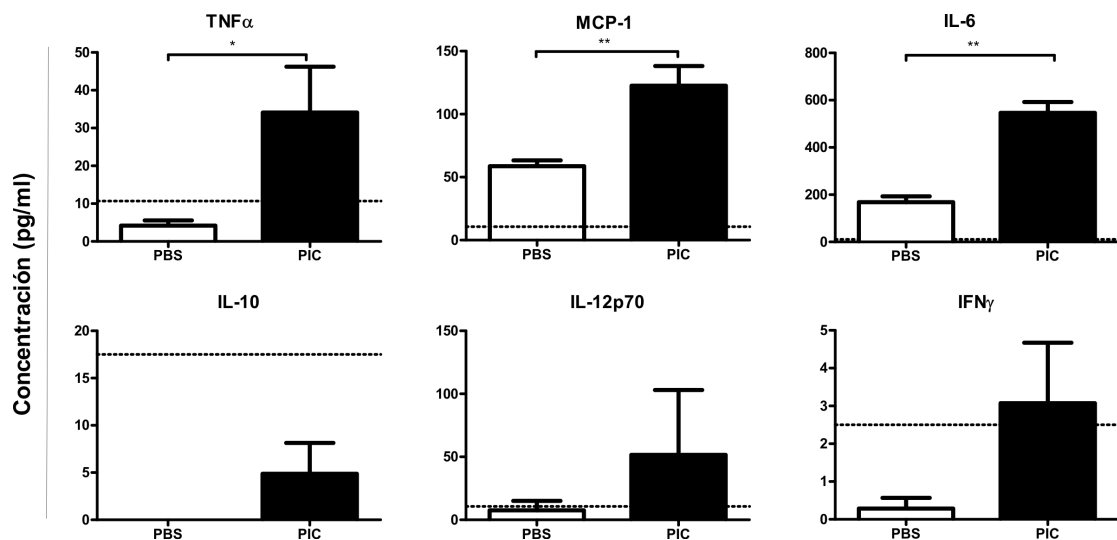 Concentración (pg/ml)
TNFα
*
50
40
30
20
10
0
PBS
PIC
MCP-1
**
150
100
50
0
PBS
PIC
IL-6
**
800
600
400
200
0
PBS
PIC
IL-10
20
15
10
5
0
PBS
PIC
IL-12p70
150
100
50
0
PBS
PIC
IFNγ
5
4
3
2
1
0
PBS
PIC